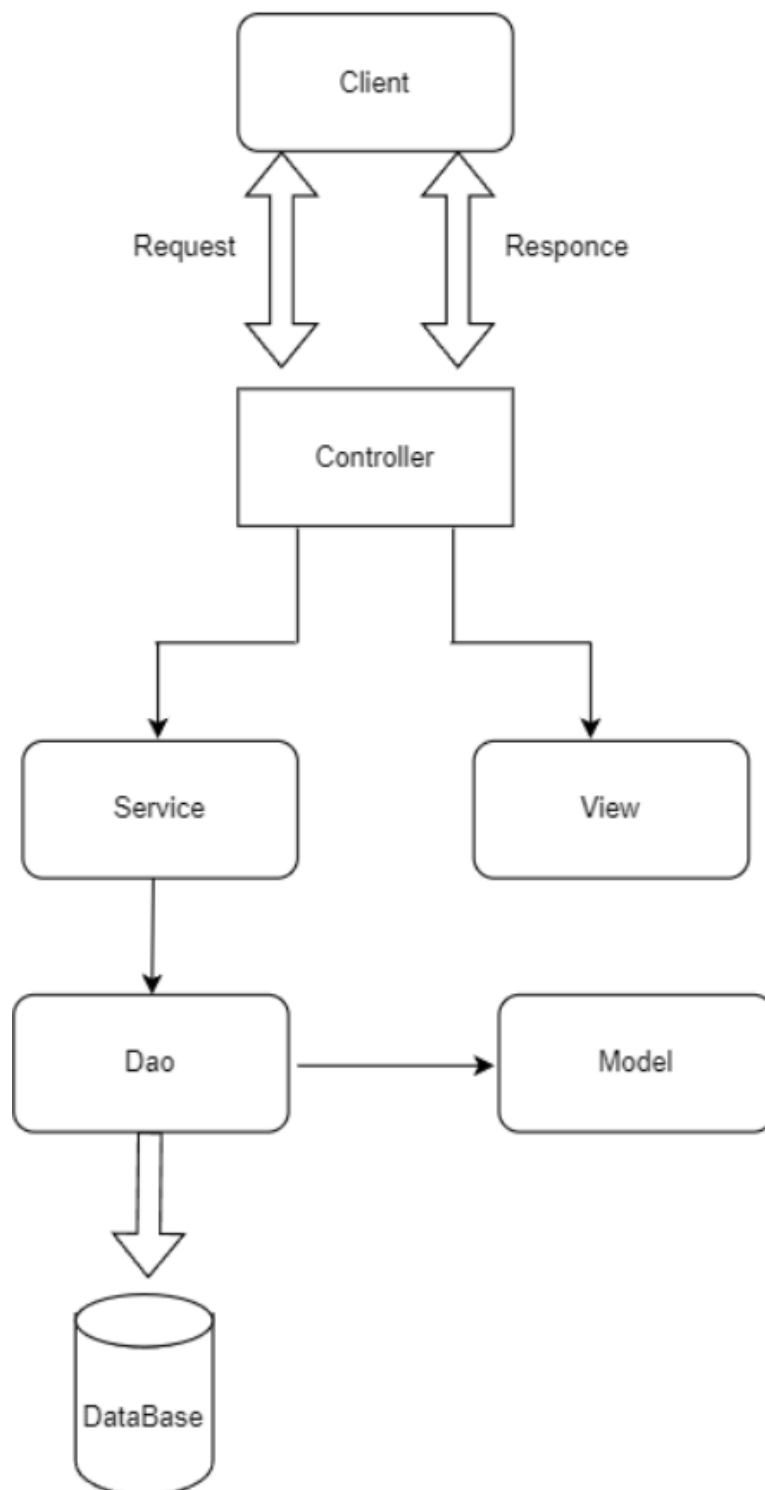 Client
Request
Responce
Controller
Service
View
Dao
Model
DataBase